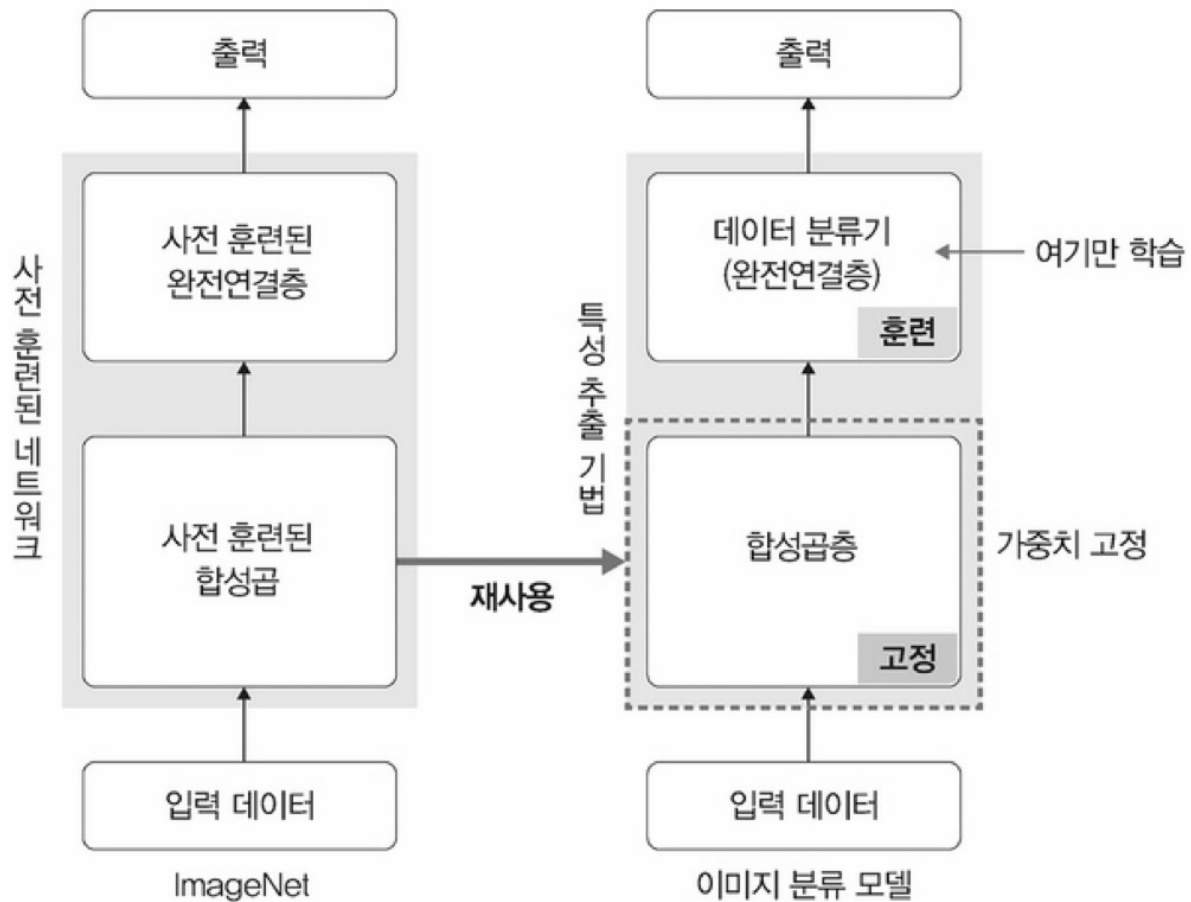 출력
사전 훈련된
완전연결층
사전 훈련된 네트워크
사전 훈련된
합성곱
재사용
입력 데이터
ImageNet
출력
데이터 분류기
(완전연결층)
훈련
여기만 학습
특성 추출 기법
합성곱층
고정
가중치 고정
입력 데이터
이미지 분류 모델